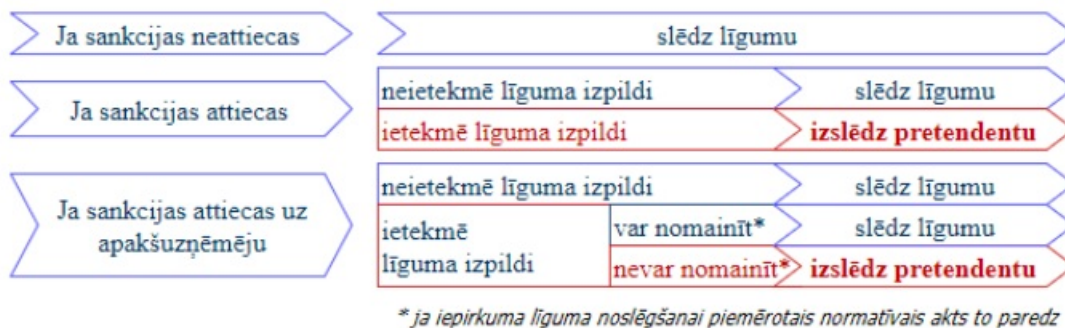 Ja sankcijas neattiecas
slēdz līgumu
Ja sankcijas attiecas
neietekmē līguma izpildi
slēdz līgumu
ietekmē līguma izpildi
izslēdz pretendentu
Ja sankcijas attiecas uz
apakšuzņēmēju
neietekmē līguma izpildi
slēdz līgumu
ietekmē
līguma izpildi
var nomainīt*
slēdz līgumu
nevar nomainīt*
izslēdz pretendentu
* ja iepirkuma līguma noslēgšanai piemērotais normatīvais akts to paredz